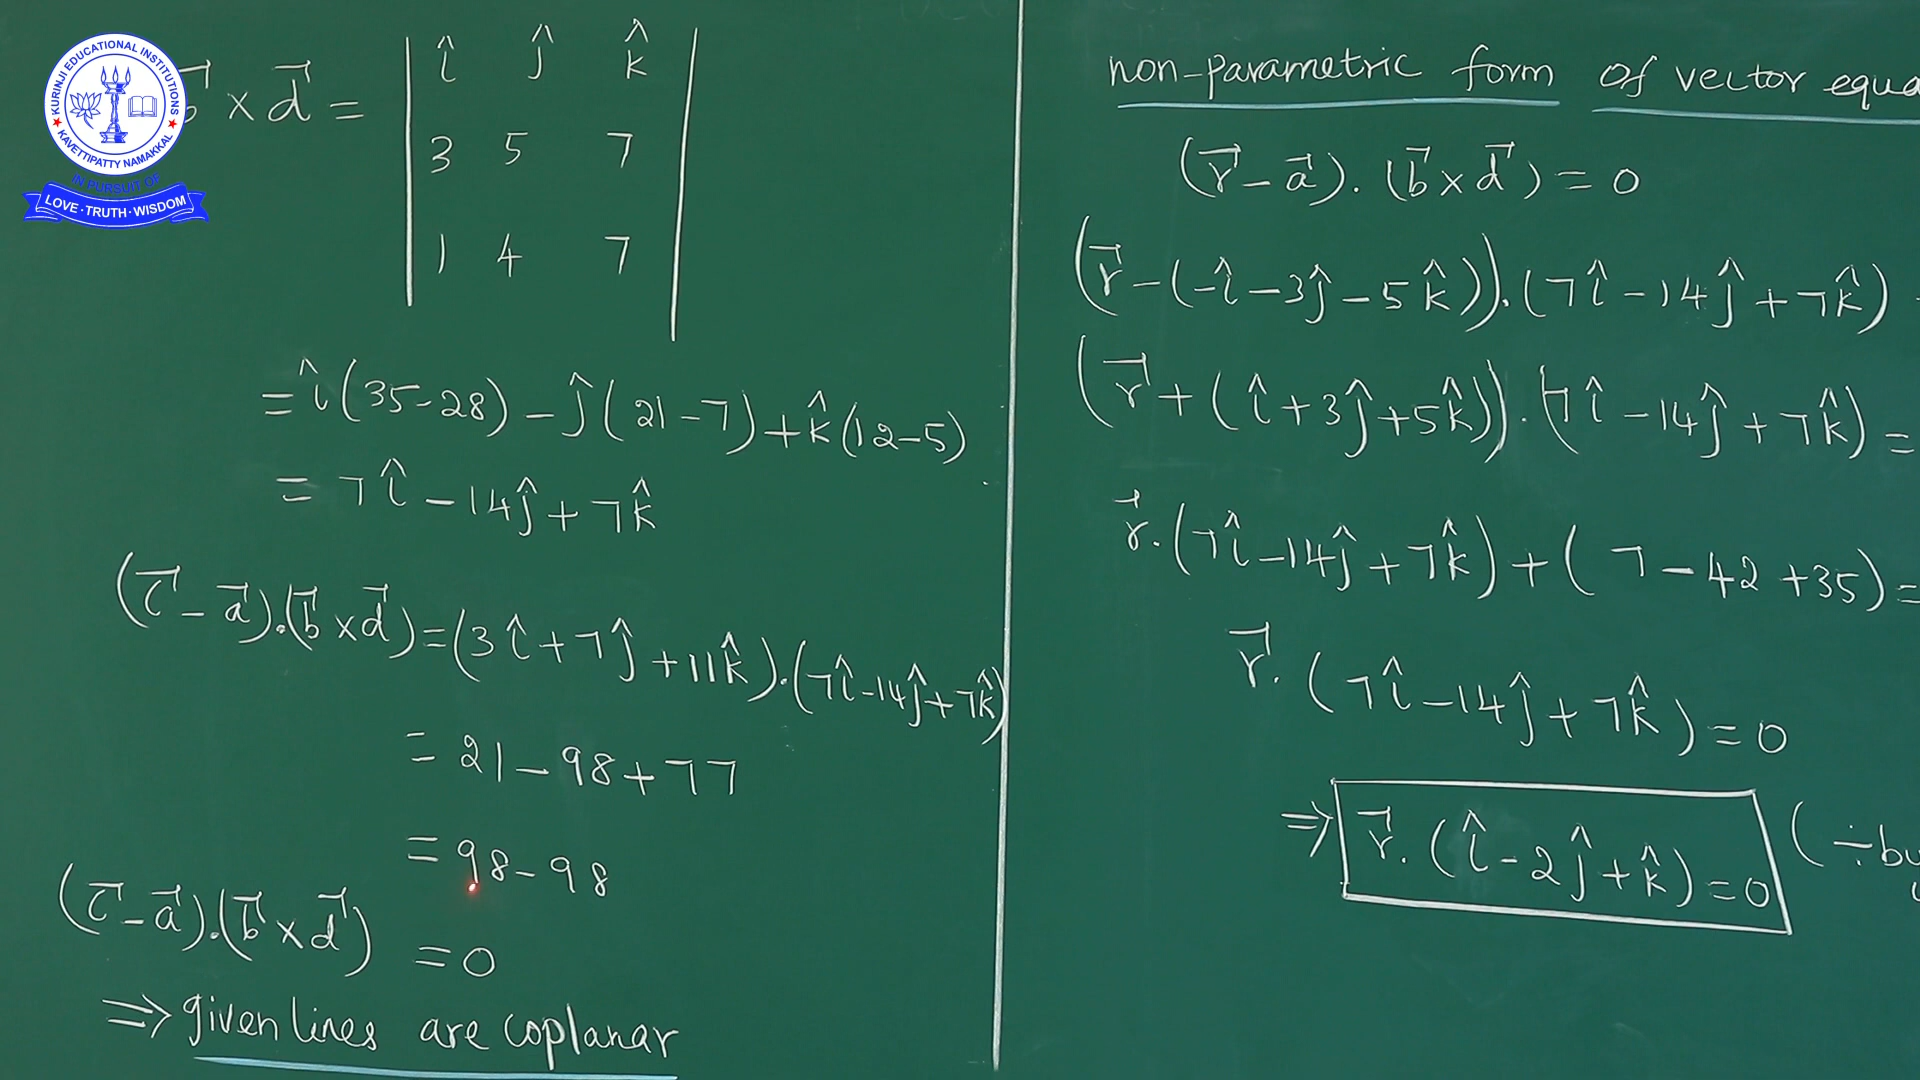 KURINJI EDUCATIONAL INSTITUTIONS
KAVETTIPATTY NAMAKKAL
IN PURSUIT OF
LOVE · TRUTH · WISDOM
b⃗ × d⃗ = | î ĵ k̂ |
3 5 7
1 4 7
= î(35-28) - ĵ(21-7) + k̂(12-5)
= 7î - 14ĵ + 7k̂
(c⃗ - a⃗).(b⃗ × d⃗) = (3î + 7ĵ + 11k̂).(7î - 14ĵ + 7k̂)
= 21 - 98 + 77
= 98 - 98
(c⃗ - a⃗).(b⃗ × d⃗) = 0
⇒ given lines are coplanar
non-parametric form of vector equa
(r⃗ - a⃗). (b⃗ × d⃗) = 0
(r⃗ - (-î - 3ĵ - 5k̂)).(7î - 14ĵ + 7k̂)
(r⃗ + (î + 3ĵ + 5k̂)).(7î - 14ĵ + 7k̂) =
r⃗.(7î - 14ĵ + 7k̂) + (7 - 42 + 35) =
r⃗. (7î - 14ĵ + 7k̂) = 0
⇒ r⃗. (î - 2ĵ + k̂) = 0 (÷ by